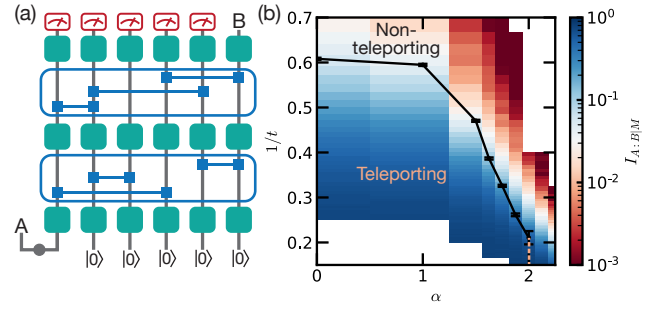 (a)
B
A
|0⟩ |0⟩ |0⟩ |0⟩ |0⟩
(b)
0.7
0.6
0.5
0.4
0.3
0.2
1/t
Non-
teleporting
Teleporting
0 1 2
α
10^0
10^-1
10^-2
10^-3
I_{A:B|M}